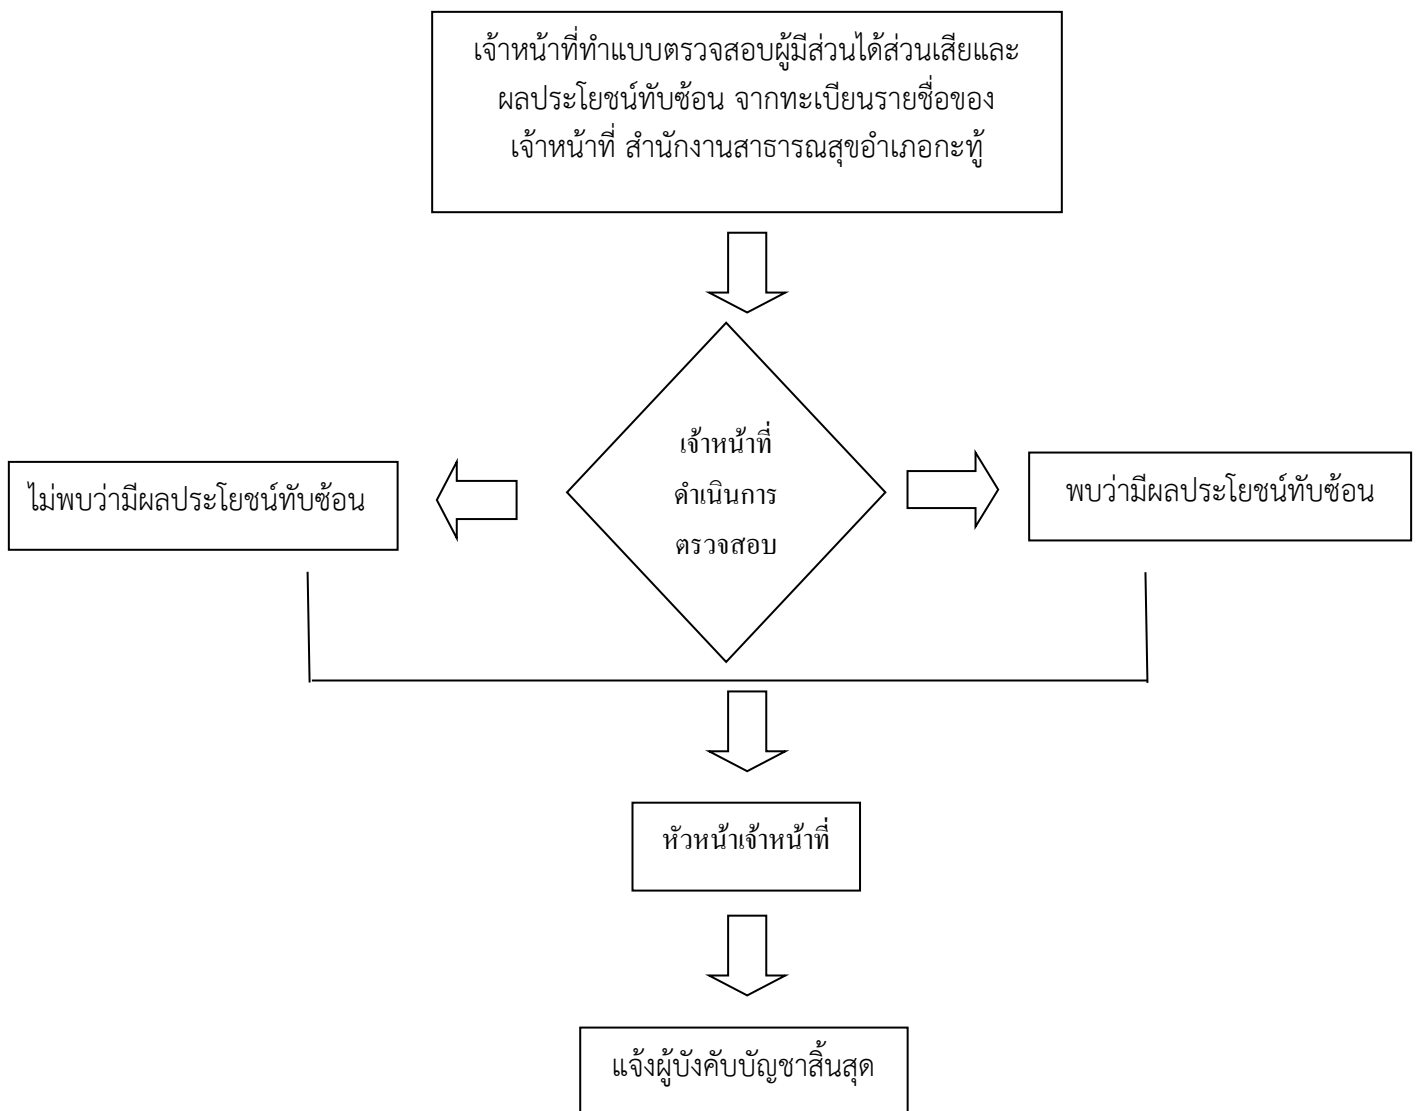 เจ้าหน้าที่ทำแบบตรวจสอบผู้มีส่วนได้ส่วนเสียและ
ผลประโยชน์ทับซ้อน จากทะเบียนรายชื่อของ
เจ้าหน้าที่ สำนักงานสาธารณสุขอำเภอกะทู้
เจ้าหน้าที่
ดำเนินการ
ตรวจสอบ
ไม่พบว่ามีผลประโยชน์ทับซ้อน
พบว่ามีผลประโยชน์ทับซ้อน
หัวหน้าเจ้าหน้าที่
แจ้งผู้บังคับบัญชาสิ้นสุด